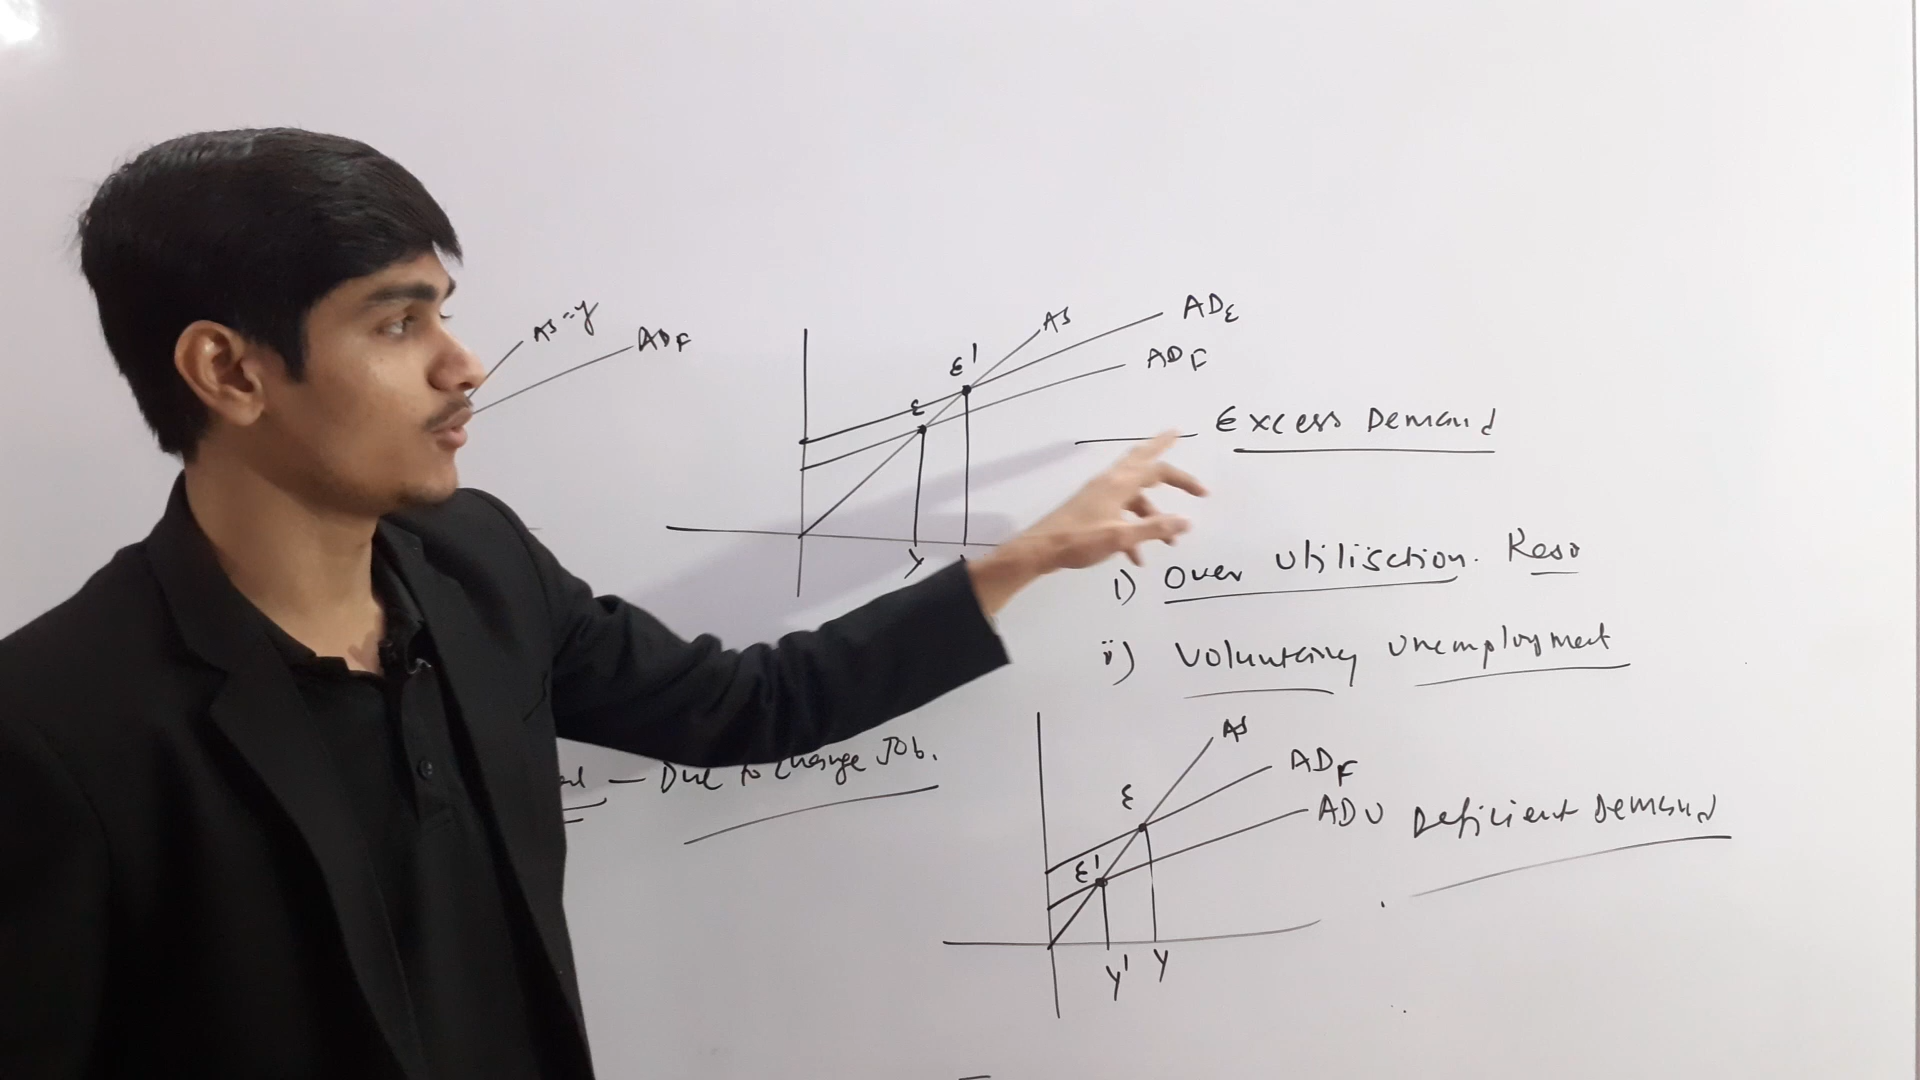 AS=Y
ADF
AS
ADE
ADF
E'
E
Y
Excess Demand
i) Over Utilisction. Reso
ii) Voluntary unemployment
Due to change Job.
AS
ADF
ADU Deficient Demand
E
E'
Y' Y